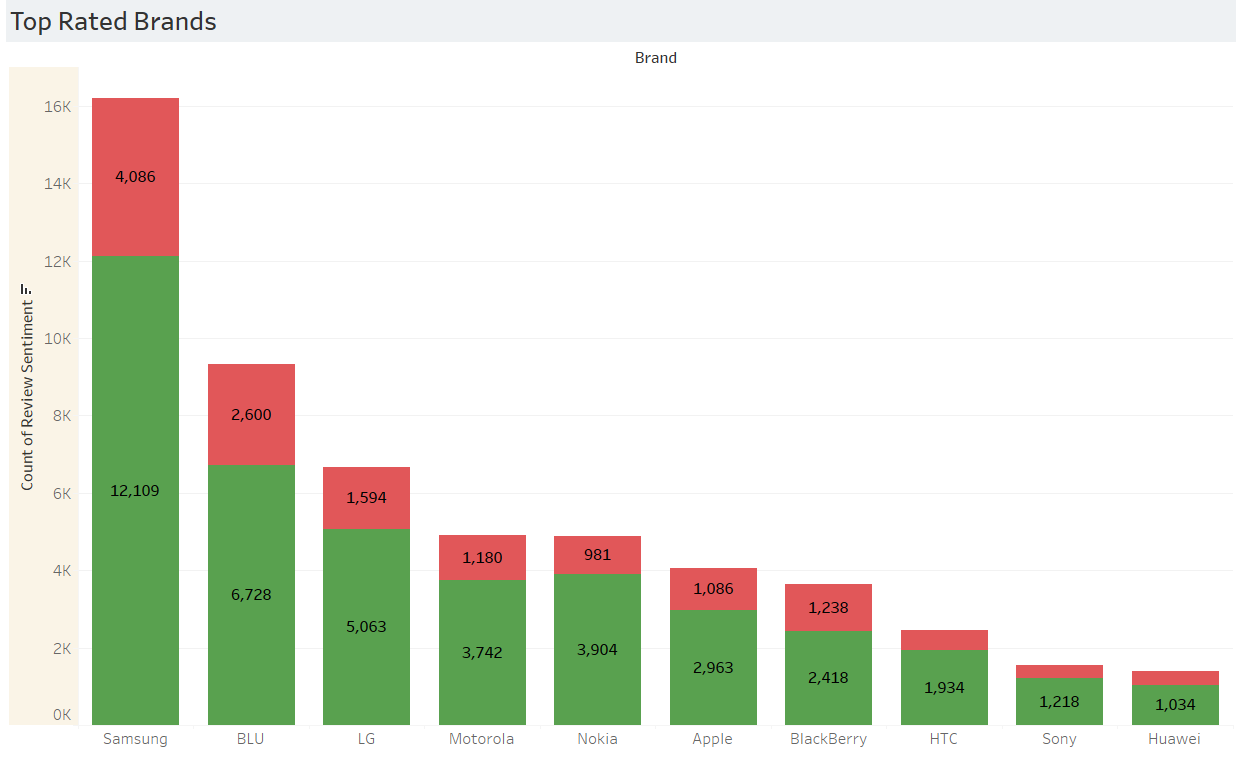 Top Rated Brands
Brand
Count of Review Sentiment
16K
14K
12K
10K
8K
6K
4K
2K
0K
4,086
12,109
2,600
6,728
1,594
5,063
1,180
3,742
981
3,904
1,086
2,963
1,238
2,418
1,934
1,218
1,034
Samsung
BLU
LG
Motorola
Nokia
Apple
BlackBerry
HTC
Sony
Huawei